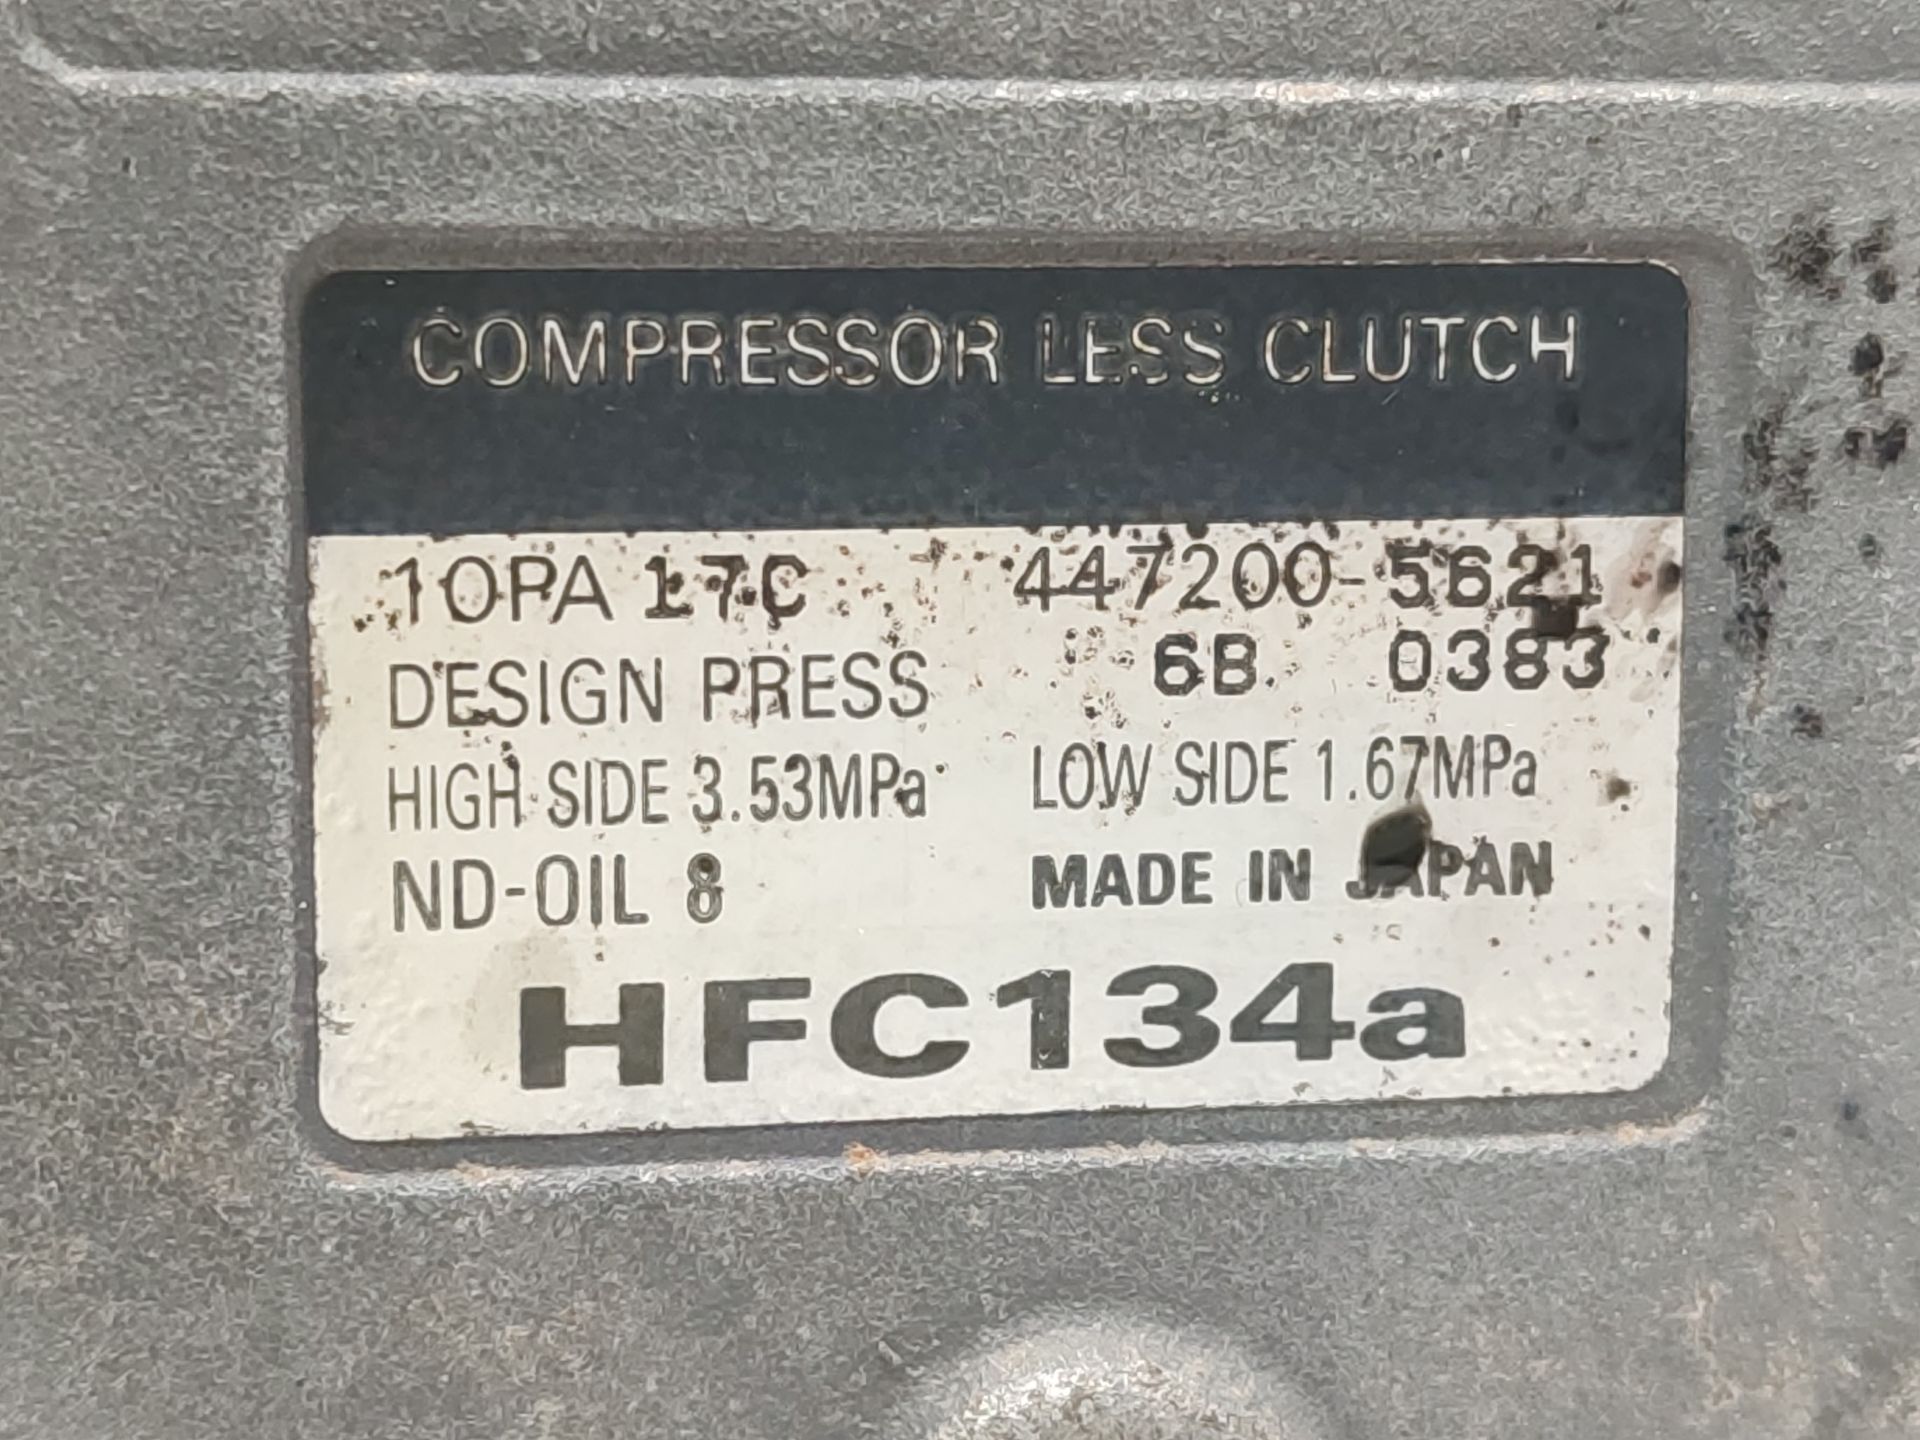 COMPRESSOR LESS CLUTCH
10PA 17C 447200-5621
DESIGN PRESS 6B 0383
HIGH SIDE 3.53MPa LOW SIDE 1.67MPa
ND-OIL 8 MADE IN JAPAN
HFC134a